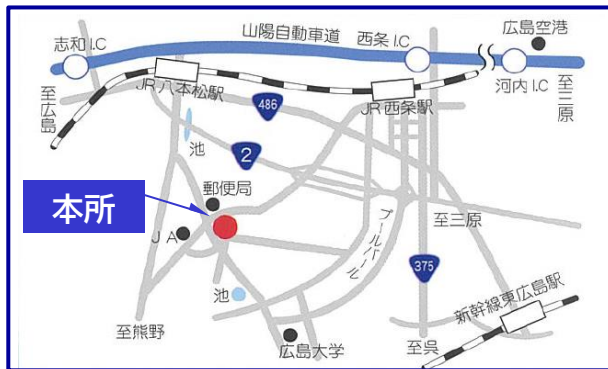 広島空港
山陽自動車道
西条I.C
志和I.C
河内I.C
至広島
JR八本松駅
JR西条駅
至三原
486
池
2
郵便局
本所
JA
至三原
ブールバール
375
新幹線東広島駅
池
至熊野
広島大学
至呉